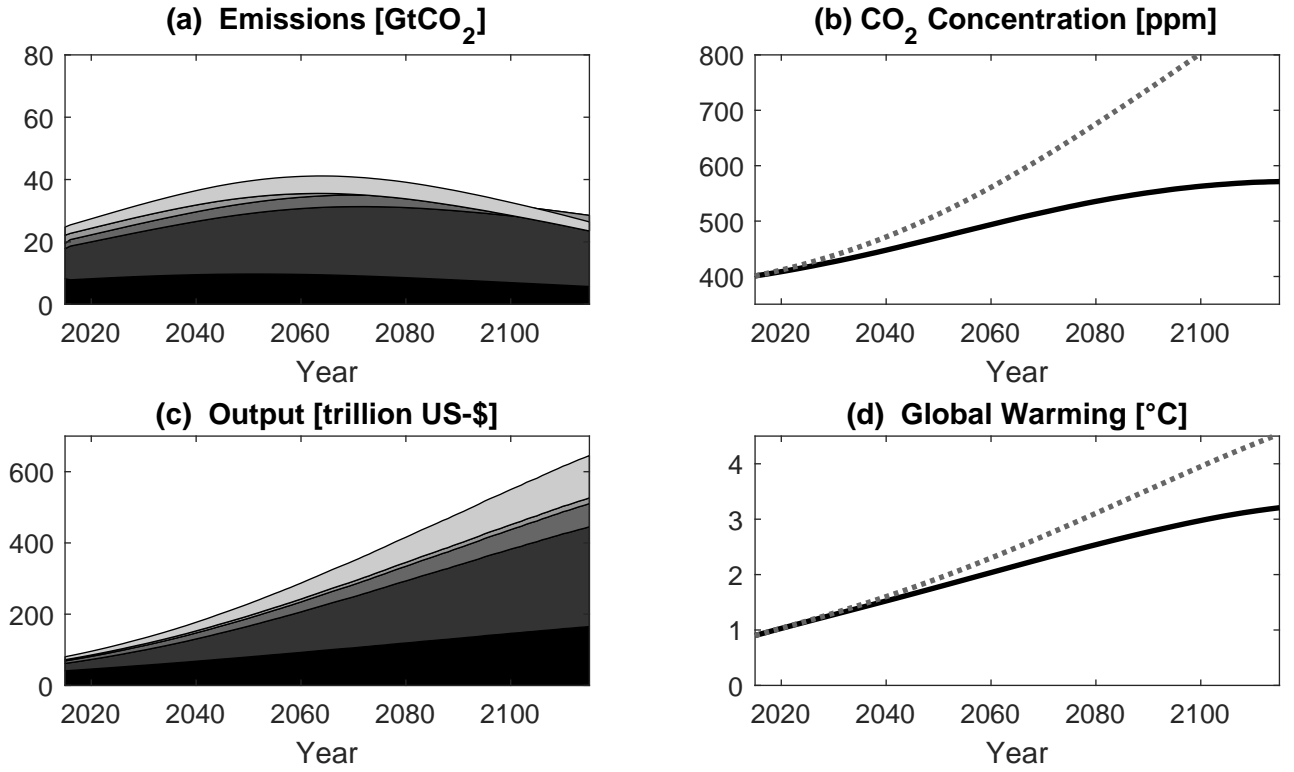 (a) Emissions [GtCO2]
80
60
40
20
0
2020 2040 2060 2080 2100
Year
(b) CO2 Concentration [ppm]
800
700
600
500
400
2020 2040 2060 2080 2100
Year
(c) Output [trillion US-$]
600
400
200
0
2020 2040 2060 2080 2100
Year
(d) Global Warming [°C]
4
3
2
1
0
2020 2040 2060 2080 2100
Year